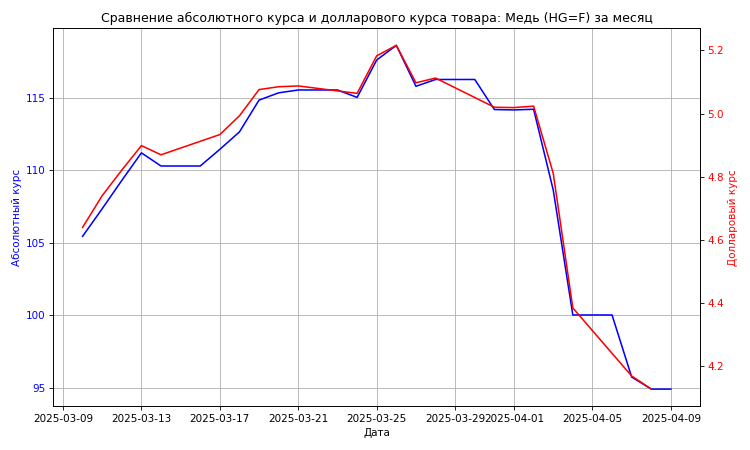 Сравнение абсолютного курса и долларового курса товара: Медь (HG=F) за месяц
Абсолютный курс
115
110
105
100
95
5.2
5.0
4.8
4.6
4.4
4.2
Долларовый курс
2025-03-09 2025-03-13 2025-03-17 2025-03-21 2025-03-25 2025-03-29 2025-04-01 2025-04-05 2025-04-09
Дата